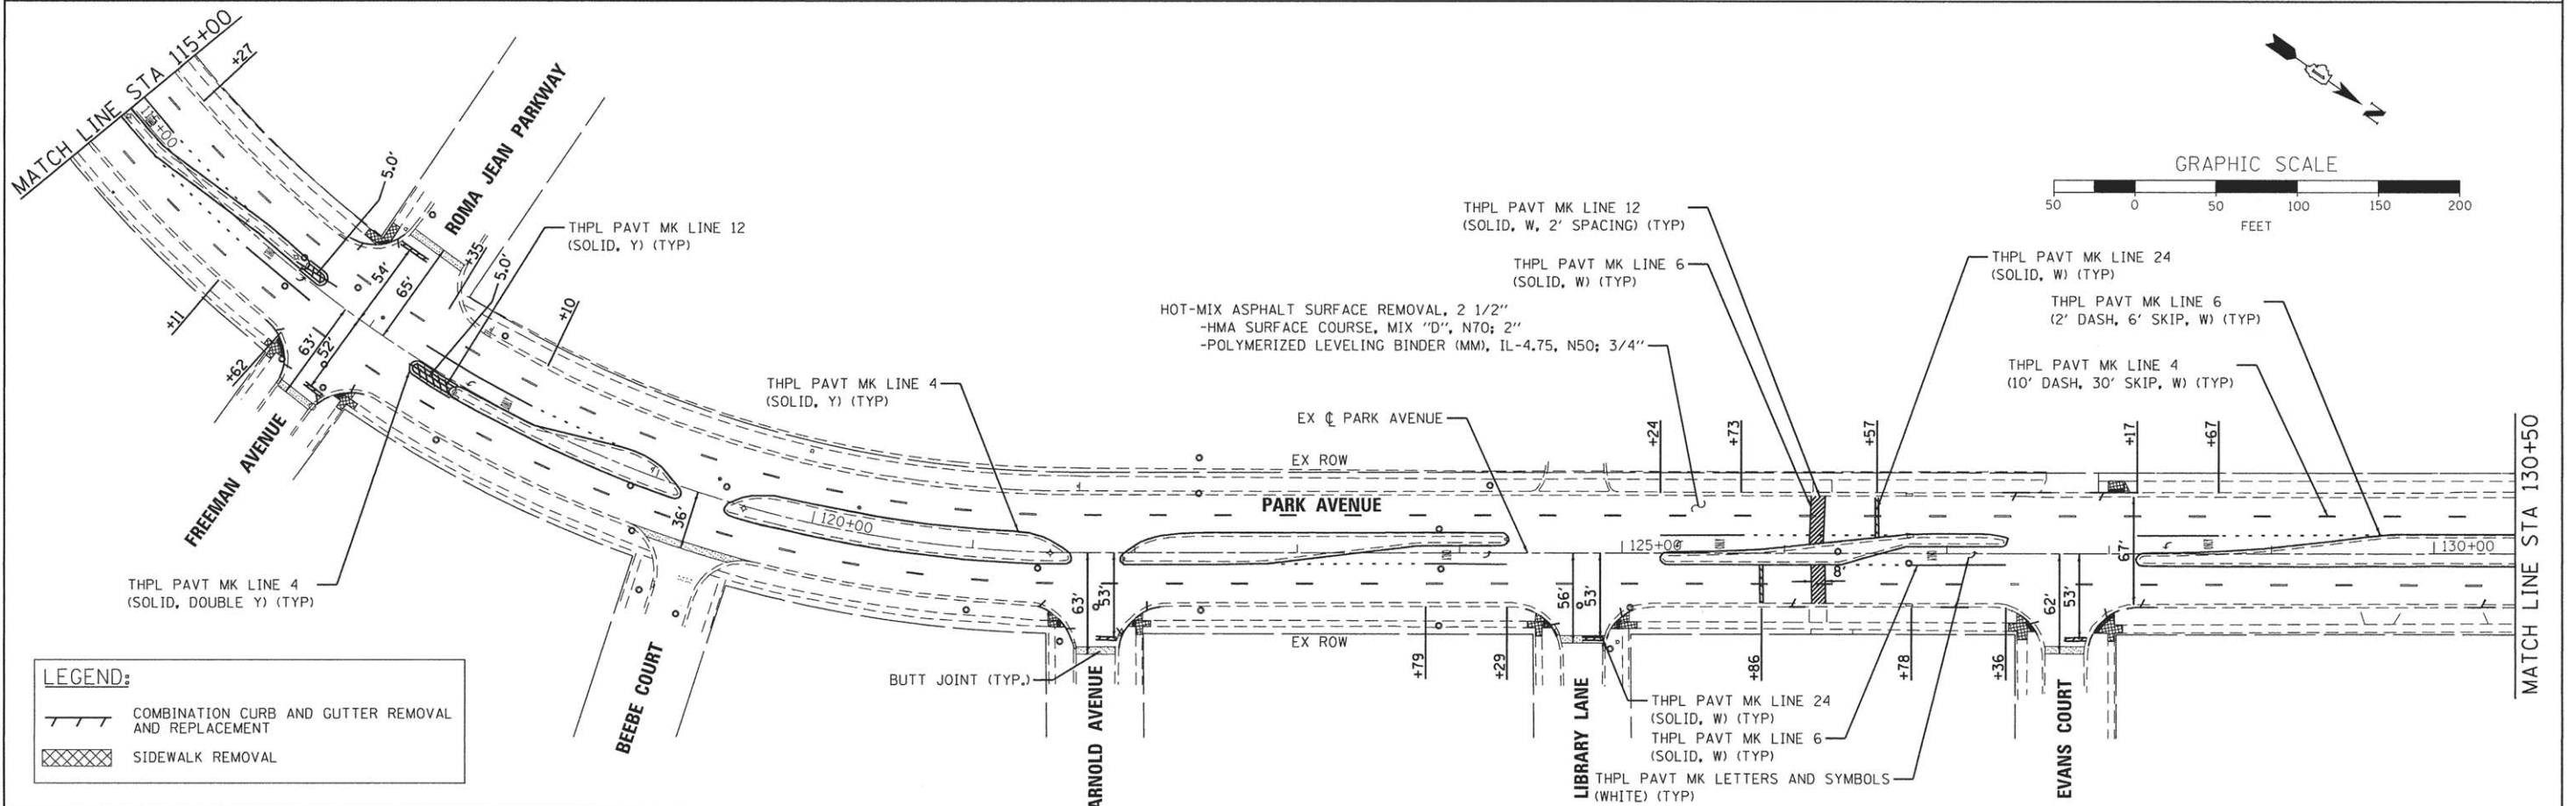 MATCH LINE STA 115+00
+27
115+00
5.0'
ROMA JEAN PARKWAY
THPL PAVT MK LINE 12
(SOLID, Y) (TYP)
+35
5.0'
54'
65'
+10
+11
63'
52'
+62
FREEMAN AVENUE
THPL PAVT MK LINE 4
(SOLID, DOUBLE Y) (TYP)
THPL PAVT MK LINE 4
(SOLID, Y) (TYP)
36'
120+00
BEEBE COURT
HOT-MIX ASPHALT SURFACE REMOVAL, 2 1/2"
-HMA SURFACE COURSE, MIX "D", N70; 2"
-POLYMERIZED LEVELING BINDER (MM), IL-4.75, N50; 3/4"
THPL PAVT MK LINE 12
(SOLID, W, 2' SPACING) (TYP)
THPL PAVT MK LINE 6
(SOLID, W) (TYP)
EX ℄ PARK AVENUE
EX ROW
PARK AVENUE
EX ROW
N
GRAPHIC SCALE
50 0 50 100 150 200
FEET
THPL PAVT MK LINE 24
(SOLID, W) (TYP)
THPL PAVT MK LINE 6
(2' DASH, 6' SKIP, W) (TYP)
THPL PAVT MK LINE 4
(10' DASH, 30' SKIP, W) (TYP)
+24
+73
+57
+17
+67
125+00
130+00
8'
67'
63'
53'
56'
53'
62'
53'
+79
+29
+86
+78
+36
MATCH LINE STA 130+50
BUTT JOINT (TYP.)
ARNOLD AVENUE
LIBRARY LANE
EVANS COURT
THPL PAVT MK LINE 24
(SOLID, W) (TYP)
THPL PAVT MK LINE 6
(SOLID, W) (TYP)
THPL PAVT MK LETTERS AND SYMBOLS
(WHITE) (TYP)
LEGEND:
COMBINATION CURB AND GUTTER REMOVAL
AND REPLACEMENT
SIDEWALK REMOVAL